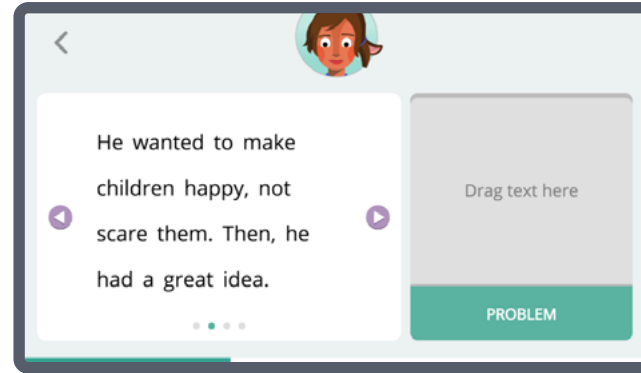 He wanted to make
children happy, not
scare them. Then, he
had a great idea.
Drag text here
PROBLEM